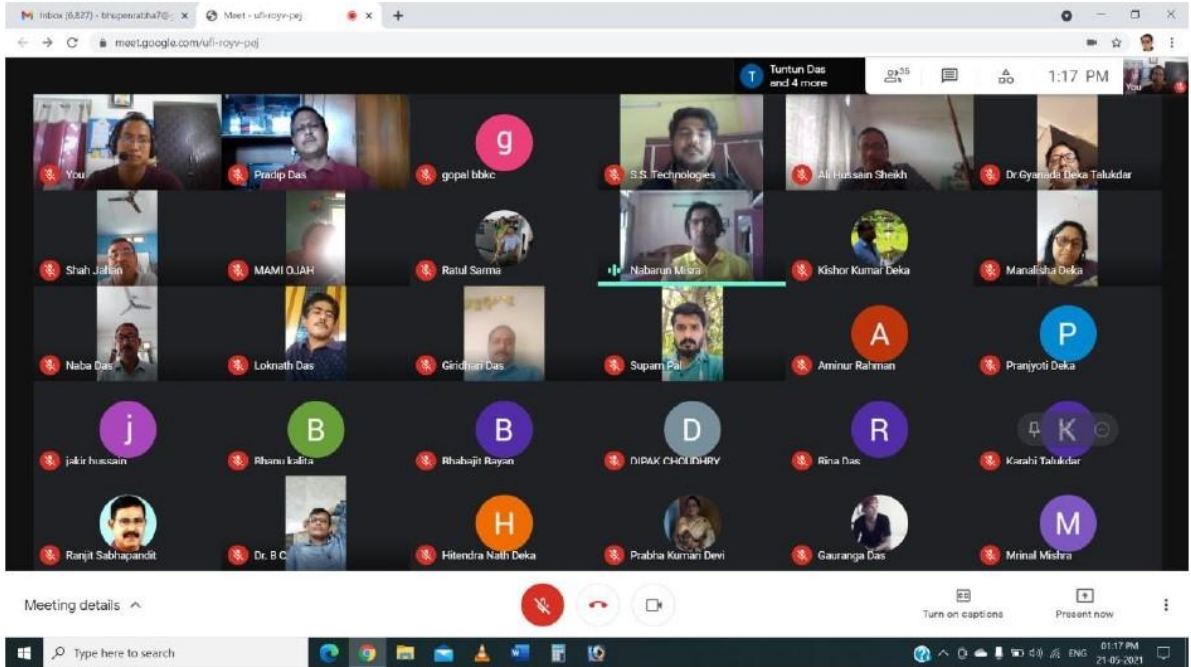 Inbox (6,827) - bhupenrabha7@g
Meet - ufi-royv-pej
meet.google.com/ufi-royv-pej
T
Tuntun Das
and 4 more
35
1:17 PM
You
g
You
Pradip Das
gopal bbkc
S.S. Technologies
Ali Hussain Sheikh
Dr.Gyanada Deka Talukdar
Shah Jahan
MAMI OJAH
Ratul Sarma
Nabarun Misra
Kishor Kumar Deka
Manalisha Deka
A
P
Naba Das
Loknath Das
Giridhari Das
Supam Pal
Aminur Rahman
Pranjyoti Deka
j
B
B
D
R
K
jakir hussain
Bhanu kalita
Bhabajit Bayan
DIPAK CHOUDHRY
Rina Das
Karabi Talukdar
H
M
Ranjit Sabhapandit
Dr. B C
Hitendra Nath Deka
Prabha Kumari Devi
Gauranga Das
Mrinal Mishra
Meeting details
Turn on captions
Present now
Type here to search
ENG
01:17 PM
21-05-2021